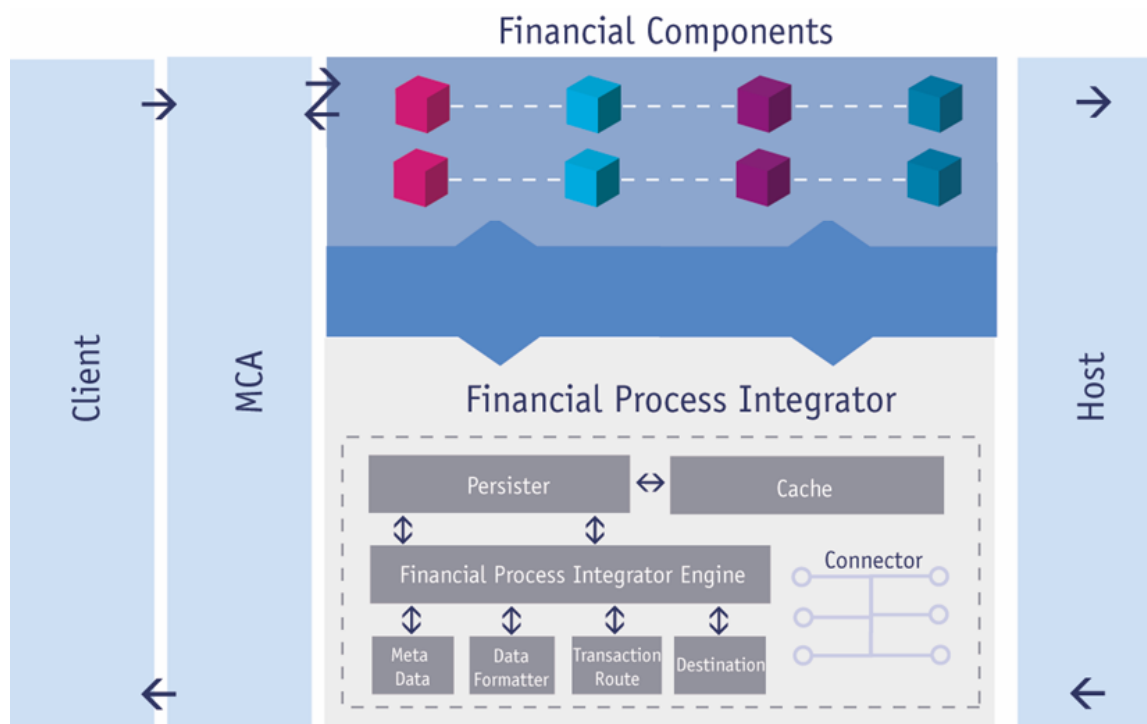 Financial Components
Client
MCA
Host
Financial Process Integrator
Persister
Cache
Financial Process Integrator Engine
Connector
Meta
Data
Data
Formatter
Transaction
Route
Destination